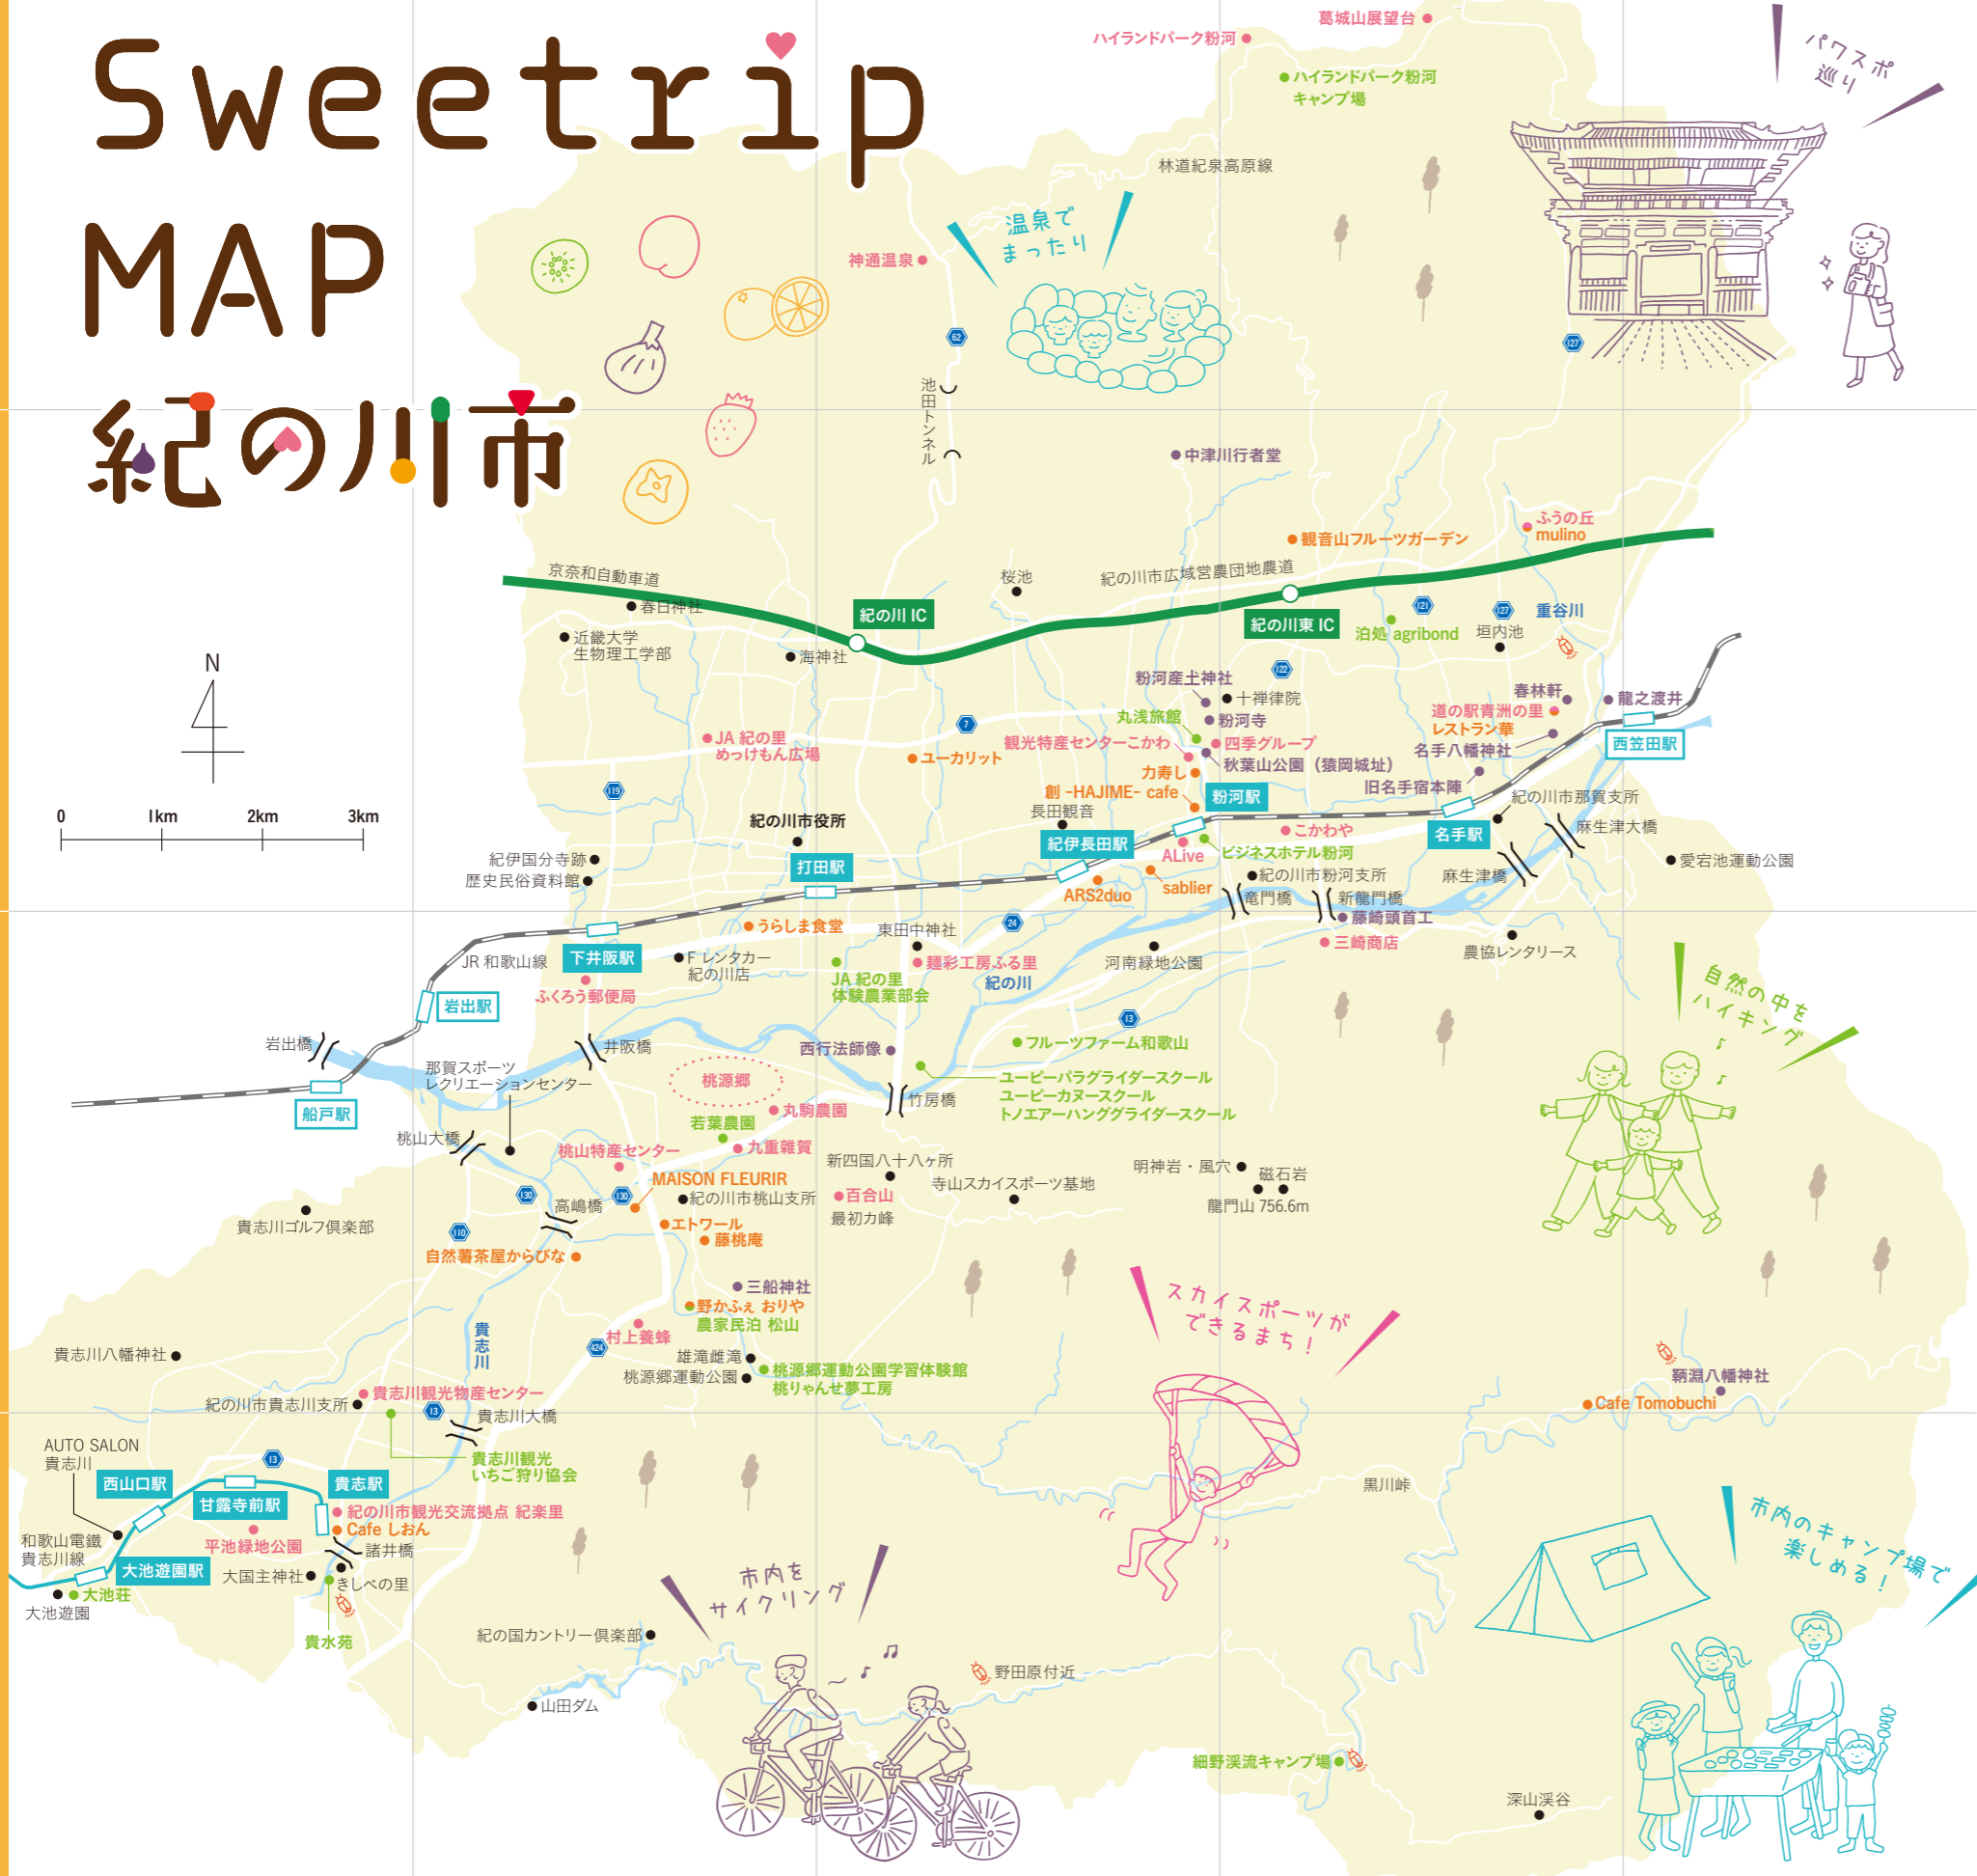 Sweetrip
MAP
紀の川市
葛城山展望台
ハイランドパーク粉河
ハイランドパーク粉河
キャンプ場
パワスポ
巡り
林道紀泉高原線
温泉で
まったり
神通温泉
62
127
池田トンネル
中津川行者堂
ふうの丘
mulino
観音山フルーツガーデン
京奈和自動車道
紀の川市広域営農団地農道
桜池
春日神社
紀の川 IC
紀の川東 IC
121
127
重谷川
泊処 agribond
垣内池
近畿大学
生物理工学部
海神社
N
122
粉河産土神社
十禅律院
春林軒
龍之渡井
丸浅旅館
粉河寺
道の駅青洲の里
レストラン華
7
JA 紀の里
めっけもん広場
観光特産センターこかわ
四季グループ
西笠田駅
名手八幡神社
ユーカリット
秋葉山公園（猿岡城址）
力寿し
旧名手宿本陣
119
創 -HAJIME- cafe
粉河駅
紀の川市那賀支所
0
1km
2km
3km
長田観音
紀の川市役所
こかわや
名手駅
麻生津大橋
紀伊長田駅
ALive
ビジネスホテル粉河
紀伊国分寺跡
打田駅
愛宕池運動公園
歴史民俗資料館
紀の川市粉河支所
麻生津橋
ARS2duo
sablier
竜門橋
新龍門橋
藤崎頭首工
24
うらしま食堂
東田中神社
三崎商店
農協レンタリース
JR 和歌山線
下井阪駅
F レンタカー
紀の川店
麺彩工房ふる里
河南緑地公園
JA 紀の里
体験農業部会
紀の川
ふくろう郵便局
岩出駅
自然の中を
ハイキング
13
岩出橋
井阪橋
西行法師像
フルーツファーム和歌山
那賀スポーツ
レクリエーションセンター
桃源郷
ユーピーパラグライダースクール
ユーピーカヌースクール
トノエアーハンググライダースクール
竹房橋
船戸駅
丸駒農園
若葉農園
桃山大橋
九重雑賀
桃山特産センター
新四国八十八ヶ所
明神岩・風穴
磁石岩
MAISON FLEURIR
寺山スカイスポーツ基地
130
130
紀の川市桃山支所
百合山
最初カ峰
龍門山 756.6m
高嶋橋
貴志川ゴルフ倶楽部
110
エトワール
藤桃庵
自然薯茶屋からびな
三船神社
スカイスポーツが
できるまち！
野かふぇ おりや
農家民泊 松山
貴志川
村上養蜂
424
貴志川八幡神社
雄滝雌滝
桃源郷運動公園
桃源郷運動公園学習体験館
桃りゃんせ夢工房
鞆淵八幡神社
Cafe Tomobuchi
貴志川観光物産センター
紀の川市貴志川支所
13
貴志川大橋
AUTO SALON
貴志川
13
貴志川観光
いちご狩り協会
黒川峠
西山口駅
甘露寺前駅
貴志駅
紀の川市観光交流拠点 紀楽里
Cafe しおん
平池緑地公園
和歌山電鐵
貴志川線
諸井橋
大池遊園駅
大国主神社
きしべの里
大池荘
大池遊園
貴水苑
市内を
サイクリング
市内のキャンプ場で
楽しめる！
紀の国カントリー倶楽部
野田原付近
山田ダム
細野渓流キャンプ場
深山渓谷